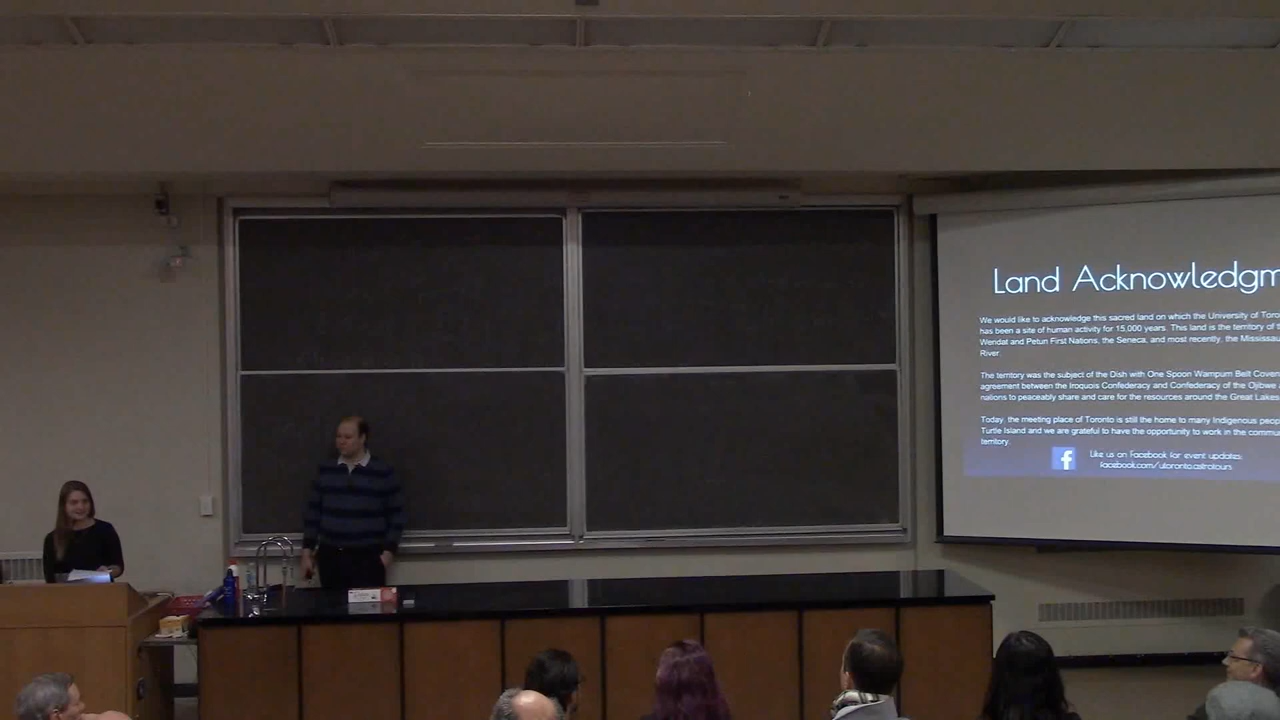 Land Acknowledgm
We would like to acknowledge this sacred land on which the University of Toro
has been a site of human activity for 15,000 years. This land is the territory of
Wendat and Petun First Nations, the Seneca, and most recently, the Mississau
River.
The territory was the subject of the Dish with One Spoon Wampum Belt Coven
agreement between the Iroquois Confederacy and Confederacy of the Ojibwe
nations to peaceably share and care for the resources around the Great Lakes
Today, the meeting place of Toronto is still the home to many Indigenous peop
Turtle Island and we are grateful to have the opportunity to work in the commu
territory.
Like us on Facebook for event updates:
f facebook.com/utoronto.astrotours